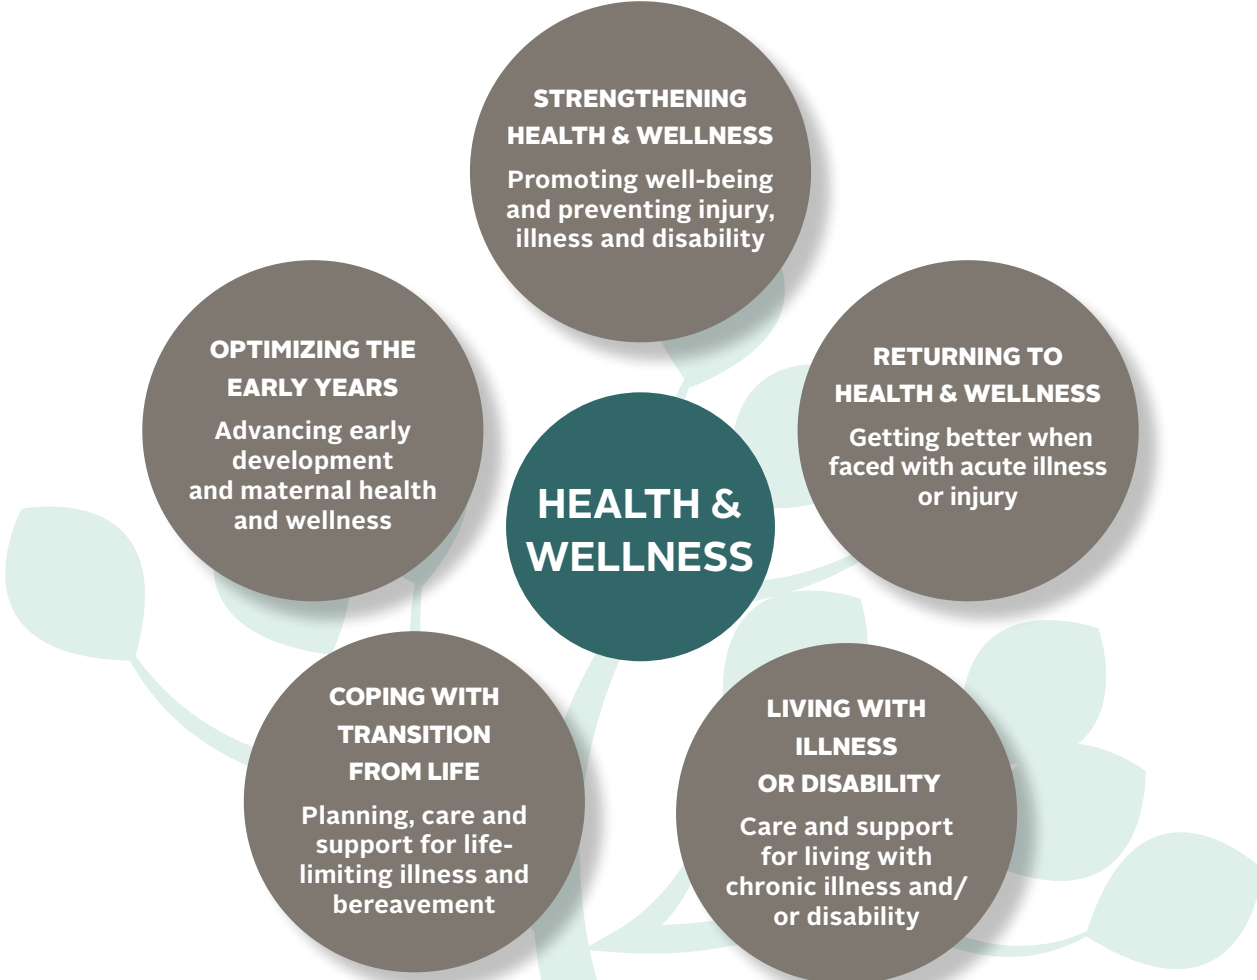 STRENGTHENING
HEALTH & WELLNESS
Promoting well-being
and preventing injury,
illness and disability
OPTIMIZING THE
EARLY YEARS
Advancing early
development
and maternal health
and wellness
RETURNING TO
HEALTH & WELLNESS
Getting better when
faced with acute illness
or injury
HEALTH &
WELLNESS
COPING WITH
TRANSITION
FROM LIFE
Planning, care and
support for life-
limiting illness and
bereavement
LIVING WITH
ILLNESS
OR DISABILITY
Care and support
for living with
chronic illness and/
or disability